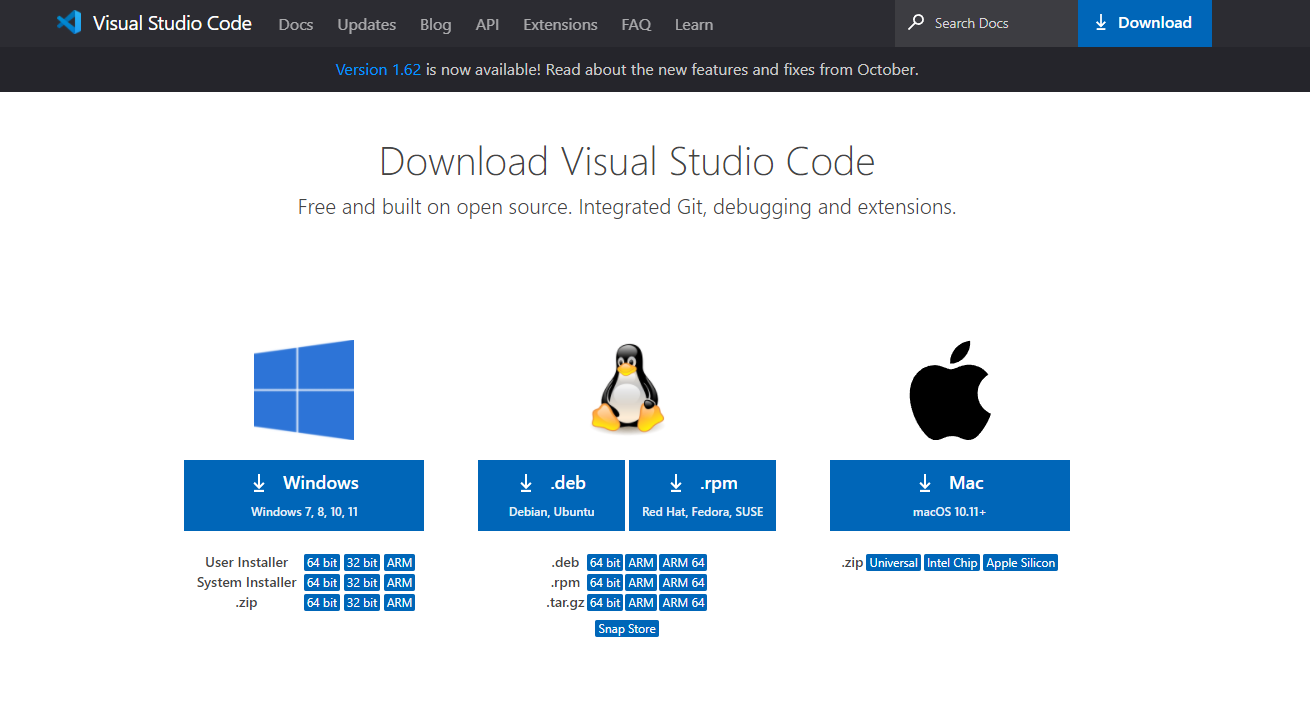 Visual Studio Code Docs Updates Blog API Extensions FAQ Learn Search Docs Download
Version 1.62 is now available! Read about the new features and fixes from October.
Download Visual Studio Code
Free and built on open source. Integrated Git, debugging and extensions.
Windows
Windows 7, 8, 10, 11
User Installer 64 bit 32 bit ARM
System Installer 64 bit 32 bit ARM
.zip 64 bit 32 bit ARM
.deb
Debian, Ubuntu
.rpm
Red Hat, Fedora, SUSE
.deb 64 bit ARM ARM 64
.rpm 64 bit ARM ARM 64
.tar.gz 64 bit ARM ARM 64
Snap Store
Mac
macOS 10.11+
.zip Universal Intel Chip Apple Silicon